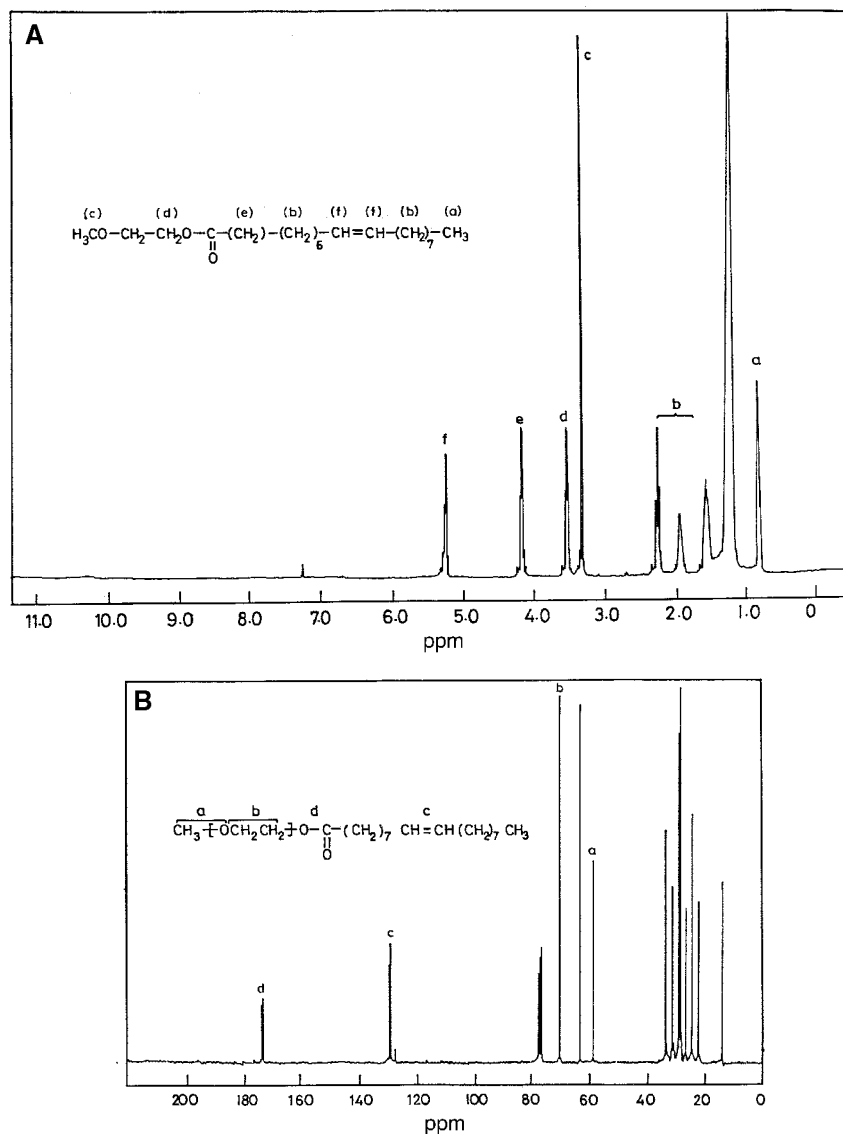 A
c
(c) (d) (e) (b) (f) (f) (b) (a)
H₃CO–CH₂–CH₂O–C–(CH₂)–(CH₂)₆–CH=CH–(CH₂)₇–CH₃
O
a
b
f
e
d
11.0 10.0 9.0 8.0 7.0 6.0 5.0 4.0 3.0 2.0 1.0 0
ppm
B
b
a b d c
CH₃-[OCH₂CH₂-]-O–C–(CH₂)₇ CH=CH(CH₂)₇ CH₃
O
a
c
d
200 180 160 140 120 100 80 60 40 20 0
ppm